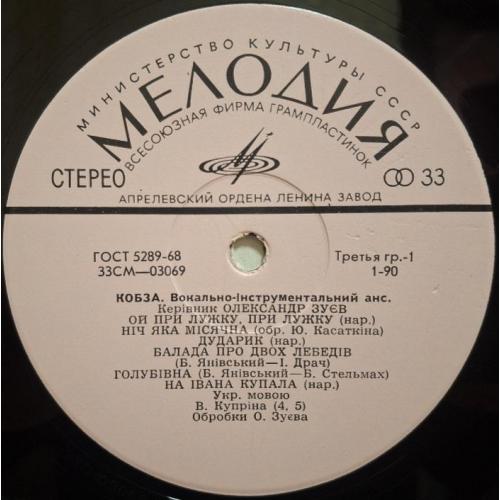 МИНИСТЕРСТВО КУЛЬТУРЫ СССР
МЕЛОДИЯ
ВСЕСОЮЗНАЯ ФИРМА ГРАМПЛАСТИНОК
СТЕРЕО
33
АПРЕЛЕВСКИЙ ОРДЕНА ЛЕНИНА ЗАВОД
ГОСТ 5289-68
Третья гр.-1
33СМ—03069
1-90
КОБЗА. Вокально-інструментальний анс.
Керівник ОЛЕКСАНДР ЗУЄВ
ОЙ ПРИ ЛУЖКУ, ПРИ ЛУЖКУ (нар.)
НІЧ ЯКА МІСЯЧНА (обр. Ю. Касаткіна)
ДУДАРИК (нар.)
БАЛАДА ПРО ДВОХ ЛЕБЕДІВ
(Б. Янівський—І. Драч)
ГОЛУБІВНА (Б. Янівський—Б. Стельмах)
НА ІВАНА КУПАЛА (нар.)
Укр. мовою
В. Купріна (4, 5)
Обробки О. Зуєва